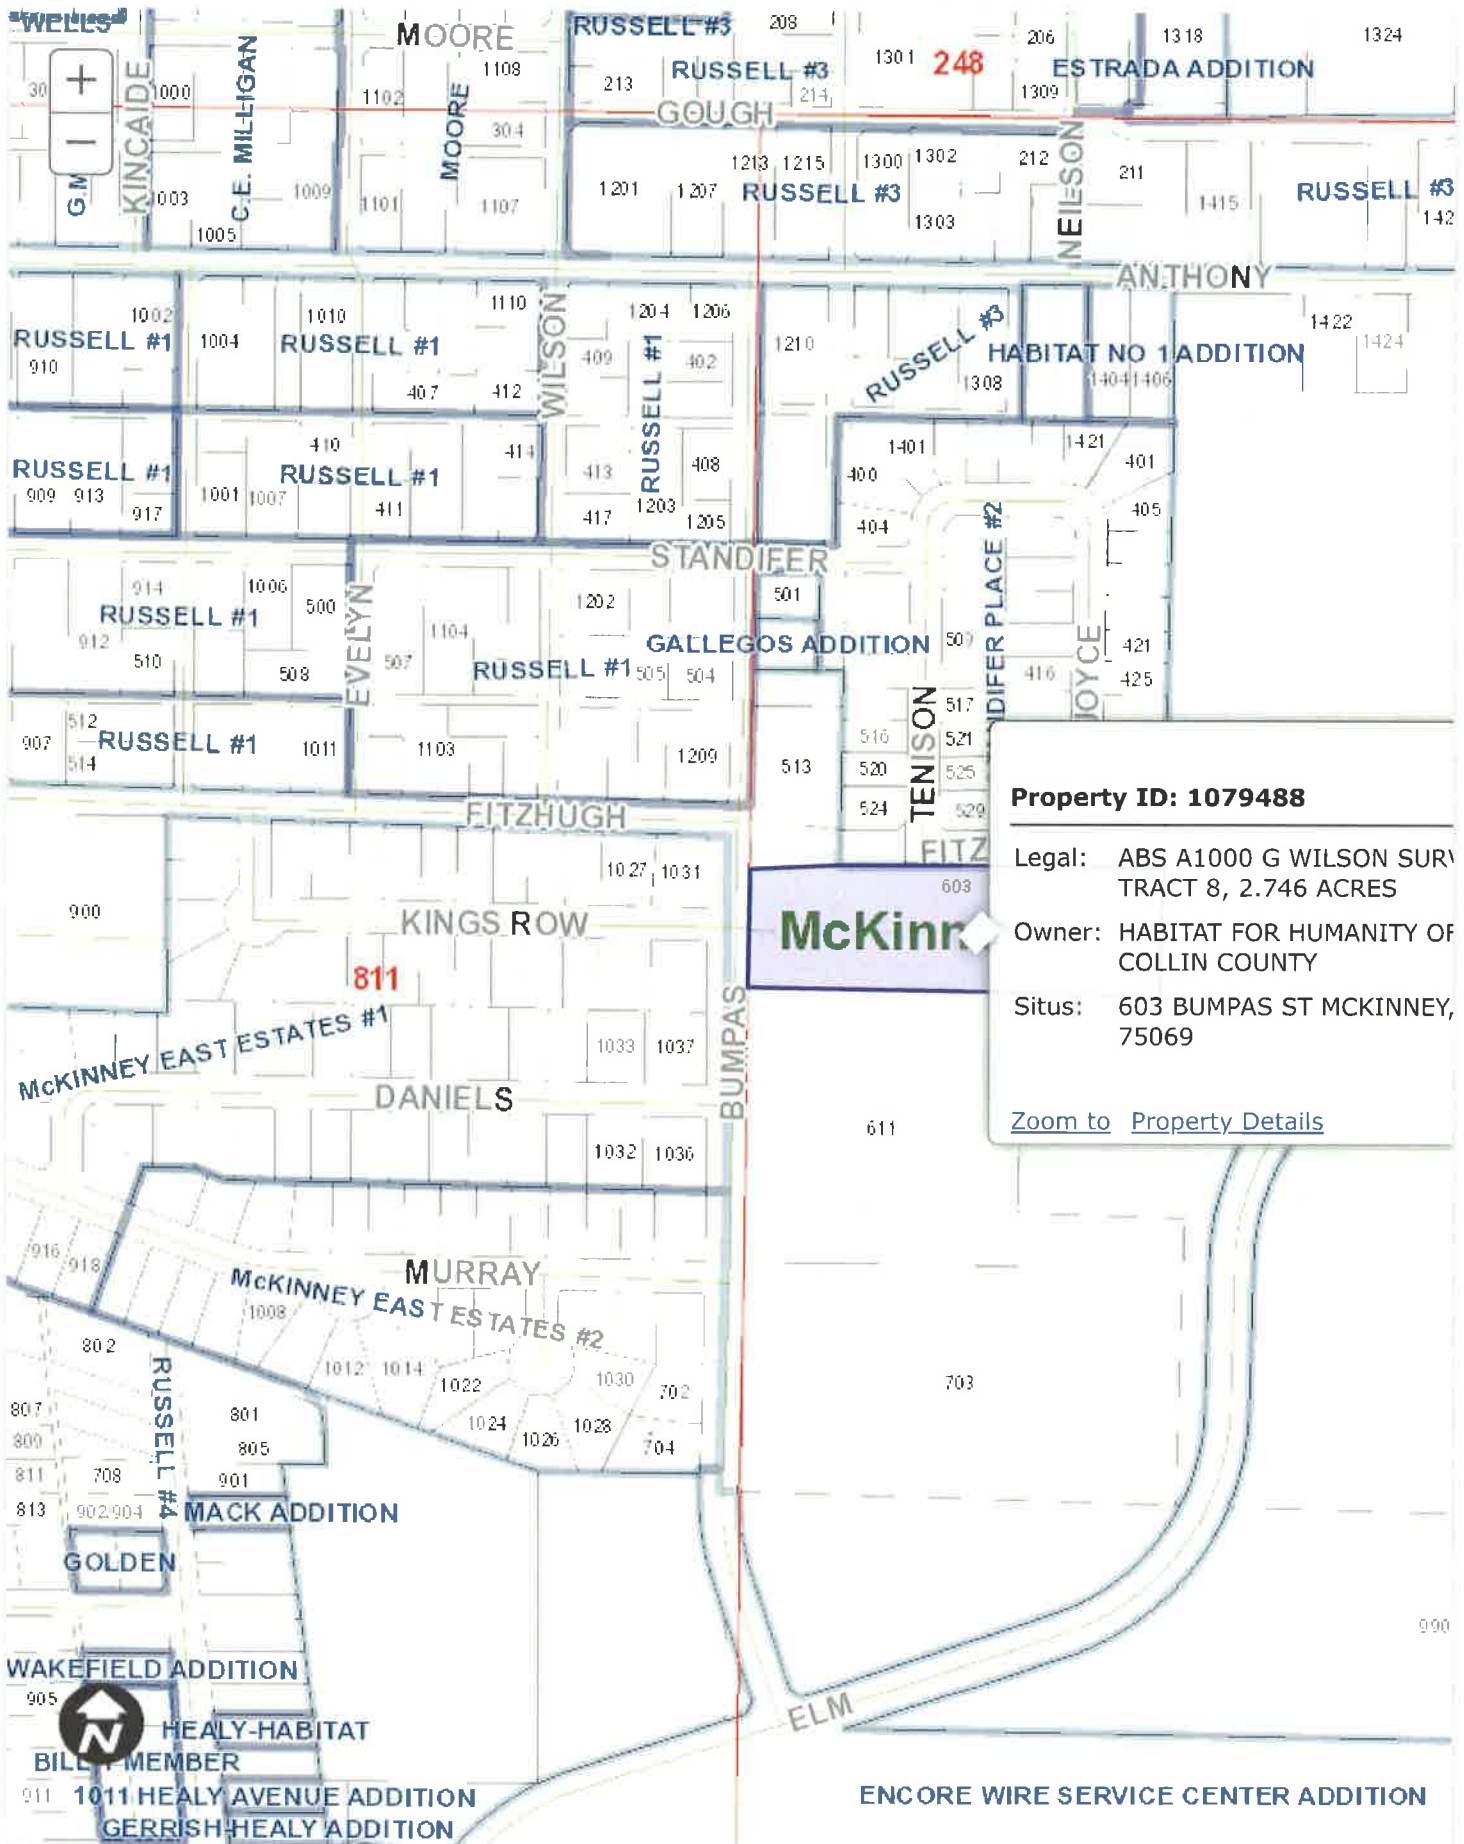 WELLS
MOORE
RUSSELL #3
208
1301
248
206
1318
1324
ESTRADA ADDITION
+
30
1000
KINCAIDE
C.E. MILLIGAN
1102
MOORE
1108
213
RUSSELL #3
214
1309
GOUGH
304
−
G.M
1003
1009
1005
1101
1107
1201
1207
1213
1215
1300
1302
RUSSELL #3
1303
212
NEILSON
211
1415
RUSSELL #3
142
ANTHONY
1002
RUSSELL #1
910
1004
1010
RUSSELL #1
407
1110
412
WILSON
1204
1206
409
RUSSELL #1
402
1210
RUSSELL #3
1308
HABITAT NO 1 ADDITION
1404
1406
1422
1424
RUSSELL #1
909
913
917
1001
1007
410
RUSSELL #1
411
414
413
417
1203
408
1205
400
1401
1421
401
404
405
STANDIFER
914
RUSSELL #1
912
510
1006
500
508
EVELYN
507
1104
RUSSELL #1
1202
505
504
501
GALLEGOS ADDITION
509
NDIFER PLACE #2
416
JOYCE
421
425
907
512
514
RUSSELL #1
1011
1103
1209
513
516
520
524
TENISON
517
521
525
529
FITZHUGH
FITZ
Property ID: 1079488
Legal: ABS A1000 G WILSON SURV
TRACT 8, 2.746 ACRES
Owner: HABITAT FOR HUMANITY OF
COLLIN COUNTY
Situs: 603 BUMPAS ST MCKINNEY,
75069
Zoom to Property Details
603
McKinn
900
1027
1031
KINGS ROW
811
McKINNEY EAST ESTATES #1
1033
1037
BUMPAS
DANIELS
611
1032
1036
916
918
MURRAY
McKINNEY EAST ESTATES #2
1008
1012
1014
1022
1024
1026
1028
1030
702
704
703
802
RUSSELL #4
807
809
811
813
801
805
901
708
902/904
MACK ADDITION
GOLDEN
990
WAKEFIELD ADDITION
905
N
HEALY-HABITAT
MEMBER
911
1011 HEALY AVENUE ADDITION
GERRISH-HEALY ADDITION
ELM
ENCORE WIRE SERVICE CENTER ADDITION